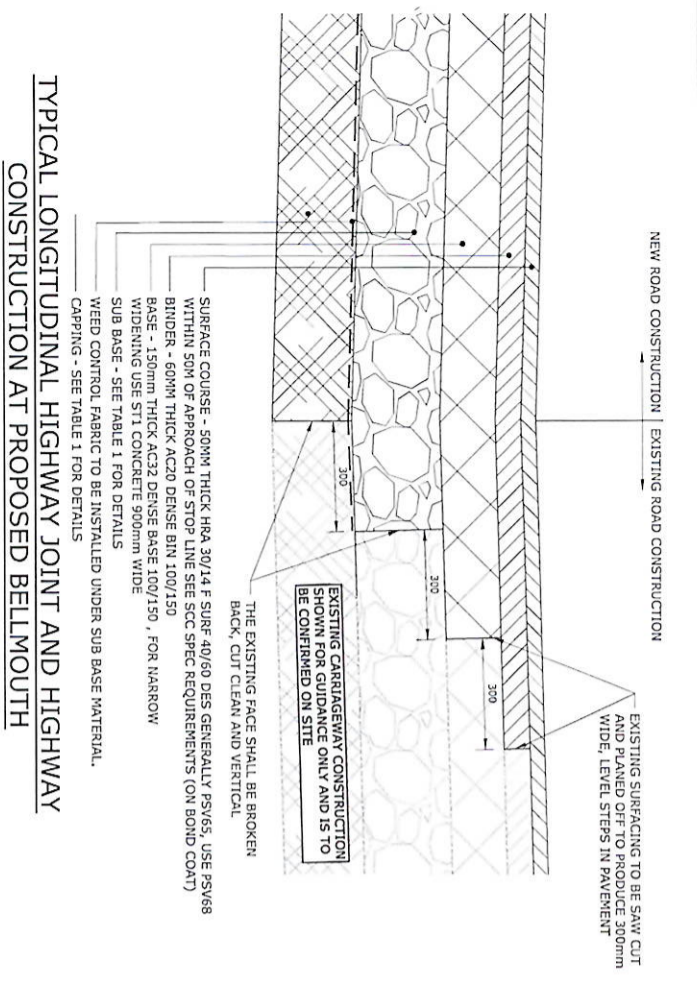 NEW ROAD CONSTRUCTION
EXISTING ROAD CONSTRUCTION
EXISTING SURFACING TO BE SAW CUT
AND PLANED OFF TO PRODUCE 300mm
WIDE, LEVEL STEPS IN PAVEMENT
300
300
300
EXISTING CARRIAGEWAY CONSTRUCTION
SHOWN FOR GUIDANCE ONLY AND IS TO
BE CONFIRMED ON SITE
THE EXISTING FACE SHALL BE BROKEN
BACK, CUT CLEAN AND VERTICAL
SURFACE COURSE - 50MM THICK HRA 30/14 F SURF 40/60 DES GENERALLY PSV65, USE PSV68
WITHIN 50M OF APPROACH OF STOP LINE SEE SCC SPEC REQUIREMENTS (ON BOND COAT)
BINDER - 60MM THICK AC20 DENSE BIN 100/150
BASE - 150mm THICK AC32 DENSE BASE 100/150 , FOR NARROW
WIDENING USE ST1 CONCRETE 900mm WIDE
SUB BASE - SEE TABLE 1 FOR DETAILS
WEED CONTROL FABRIC TO BE INSTALLED UNDER SUB BASE MATERIAL.
CAPPING - SEE TABLE 1 FOR DETAILS
TYPICAL LONGITUDINAL HIGHWAY JOINT AND HIGHWAY
CONSTRUCTION AT PROPOSED BELLMOUTH